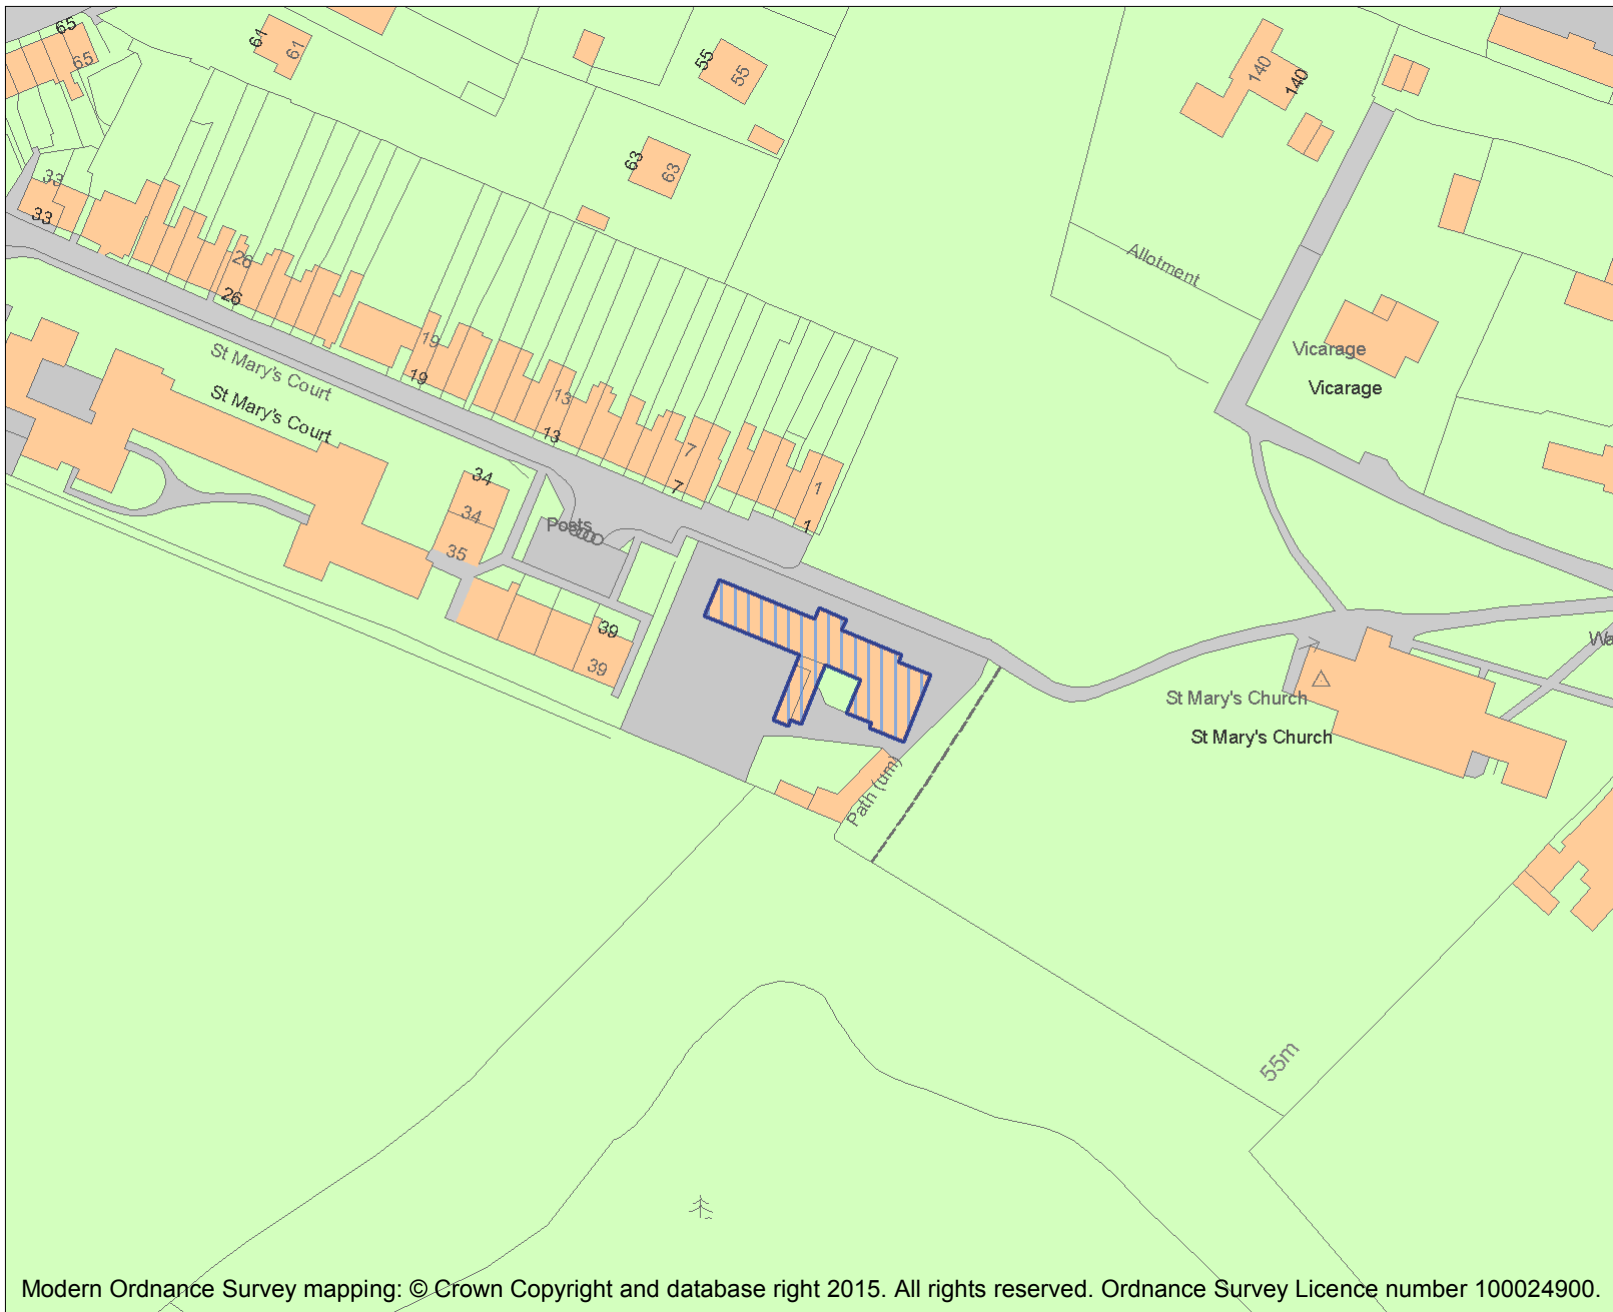 65
65
61
61
55
55
140
140
63
63
33
33
26
26
Allotment
19
19
St Mary's Court
St Mary's Court
Vicarage
Vicarage
13
13
7
7
1
1
34
34
35
Posts
39
39
St Mary's Church
St Mary's Church
Path (um)
55m
Modern Ordnance Survey mapping: © Crown Copyright and database right 2015. All rights reserved. Ordnance Survey Licence number 100024900.